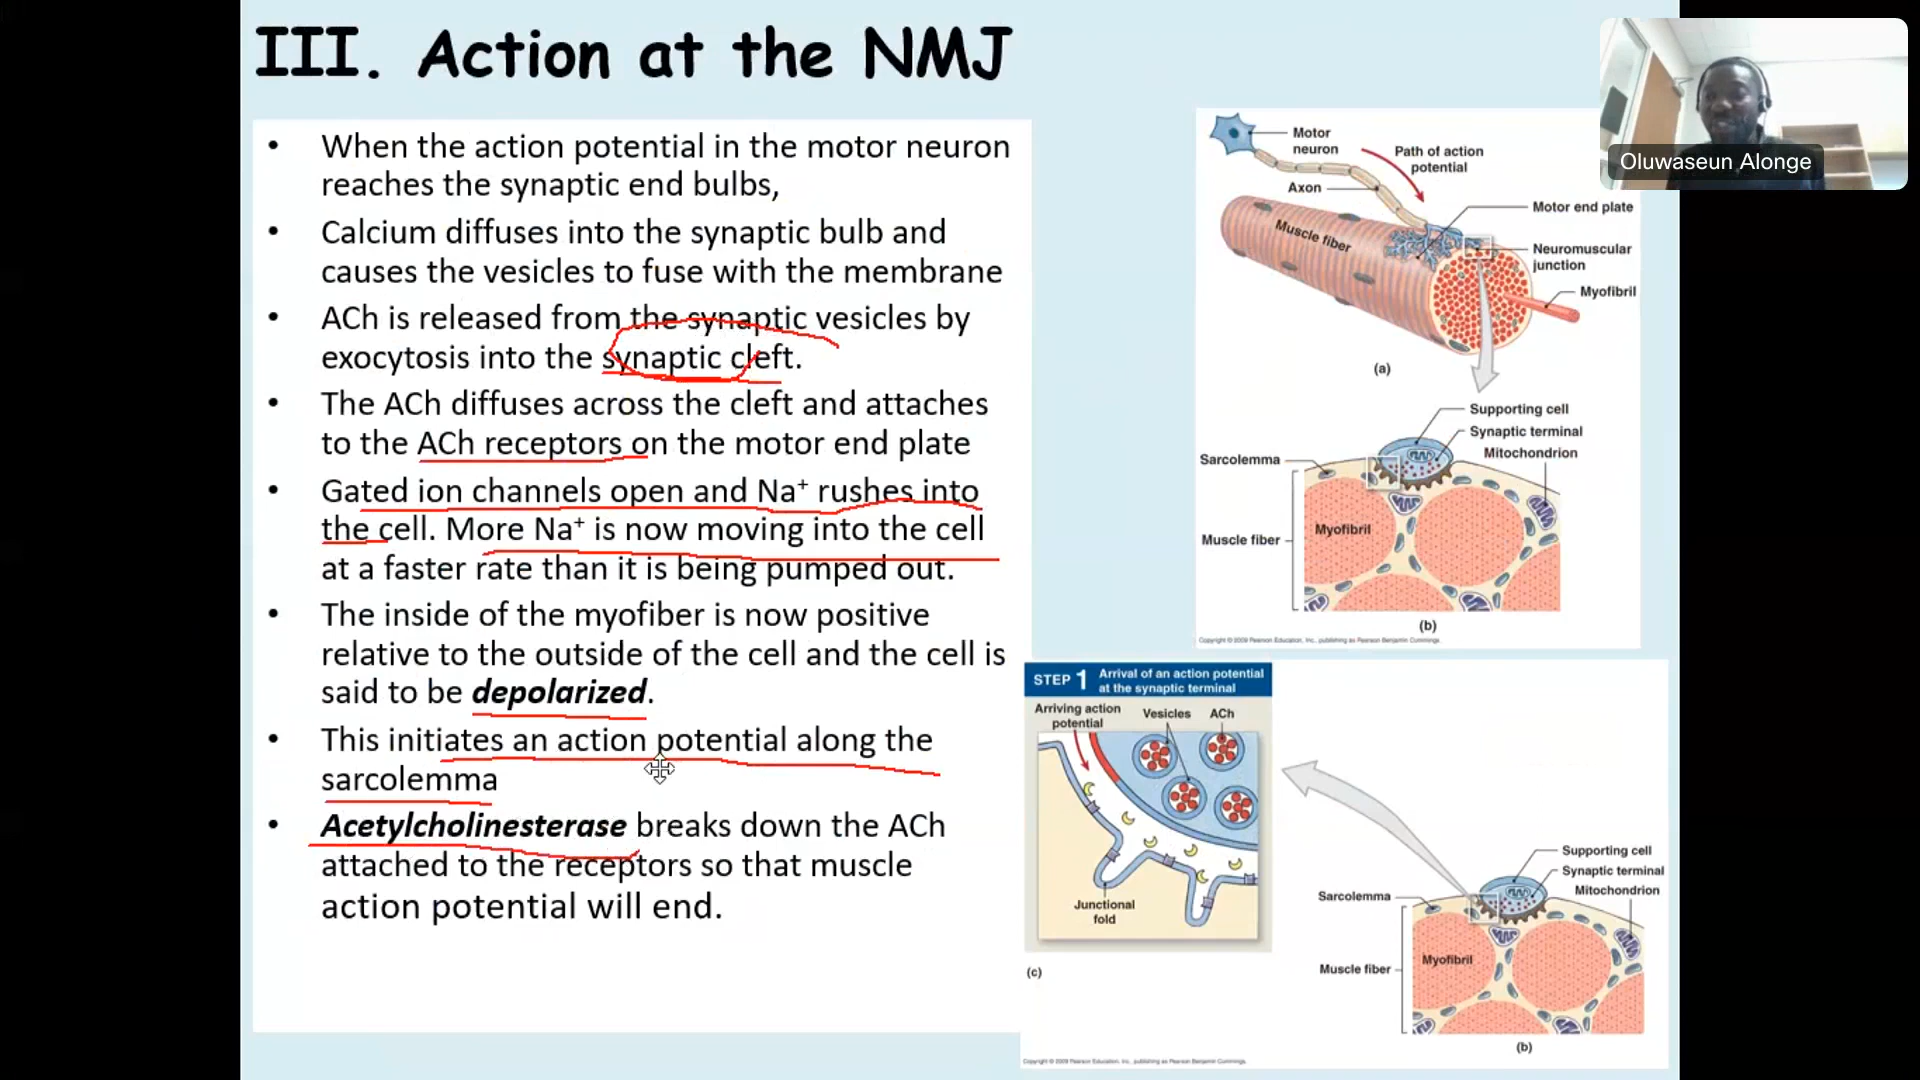 III. Action at the NMJ
Oluwaseun Alonge
• When the action potential in the motor neuron
reaches the synaptic end bulbs,
• Calcium diffuses into the synaptic bulb and
causes the vesicles to fuse with the membrane
• ACh is released from the synaptic vesicles by
exocytosis into the synaptic cleft.
• The ACh diffuses across the cleft and attaches
to the ACh receptors on the motor end plate
• Gated ion channels open and Na⁺ rushes into
the cell. More Na⁺ is now moving into the cell
at a faster rate than it is being pumped out.
• The inside of the myofiber is now positive
relative to the outside of the cell and the cell is
said to be depolarized.
• This initiates an action potential along the
sarcolemma
• Acetylcholinesterase breaks down the ACh
attached to the receptors so that muscle
action potential will end.
Motor
neuron
Path of action
potential
Axon
Motor end plate
Muscle fiber
Neuromuscular
junction
Myofibril
(a)
Supporting cell
Synaptic terminal
Mitochondrion
Sarcolemma
Myofibril
Muscle fiber
(b)
Copyright © 2009 Pearson Education, Inc., publishing as Pearson Benjamin Cummings.
STEP 1 Arrival of an action potential
at the synaptic terminal
Arriving action
potential
Vesicles
ACh
Junctional
fold
(c)
Supporting cell
Synaptic terminal
Mitochondrion
Sarcolemma
Myofibril
Muscle fiber
(b)
Copyright © 2009 Pearson Education, Inc., publishing as Pearson Benjamin Cummings.